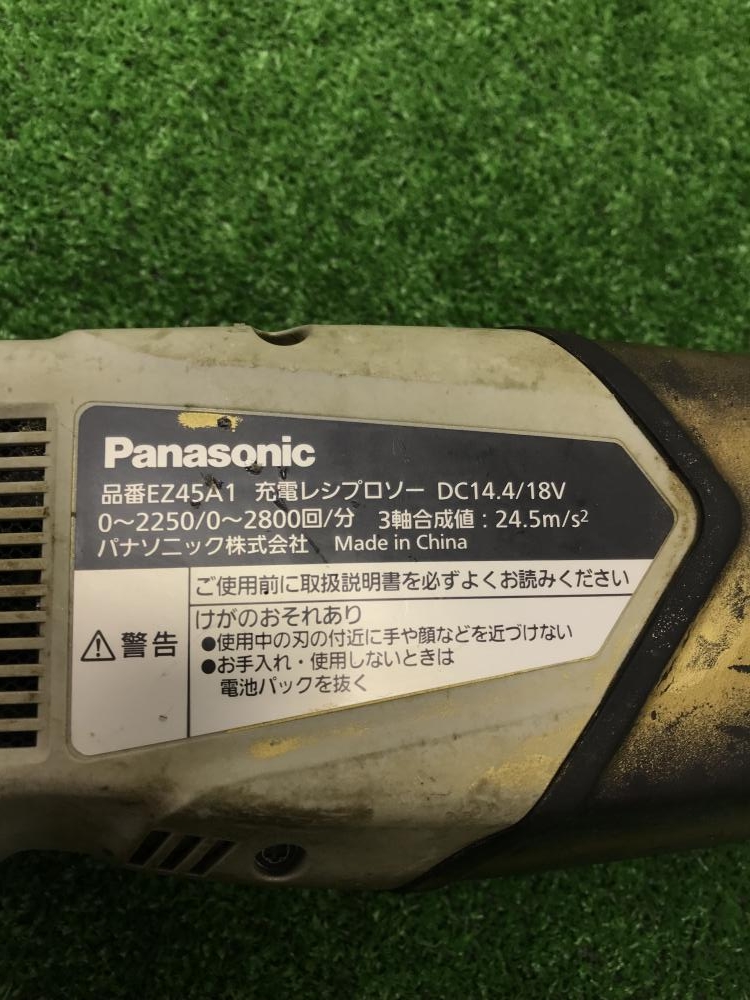 Panasonic
品番EZ45A1 充電レシプロソー DC14.4/18V
0〜2250/0〜2800回/分 3軸合成値：24.5m/s²
パナソニック株式会社 Made in China
ご使用前に取扱説明書を必ずよくお読みください
警告
けがのおそれあり
●使用中の刃の付近に手や顔などを近づけない
●お手入れ・使用しないときは
電池パックを抜く